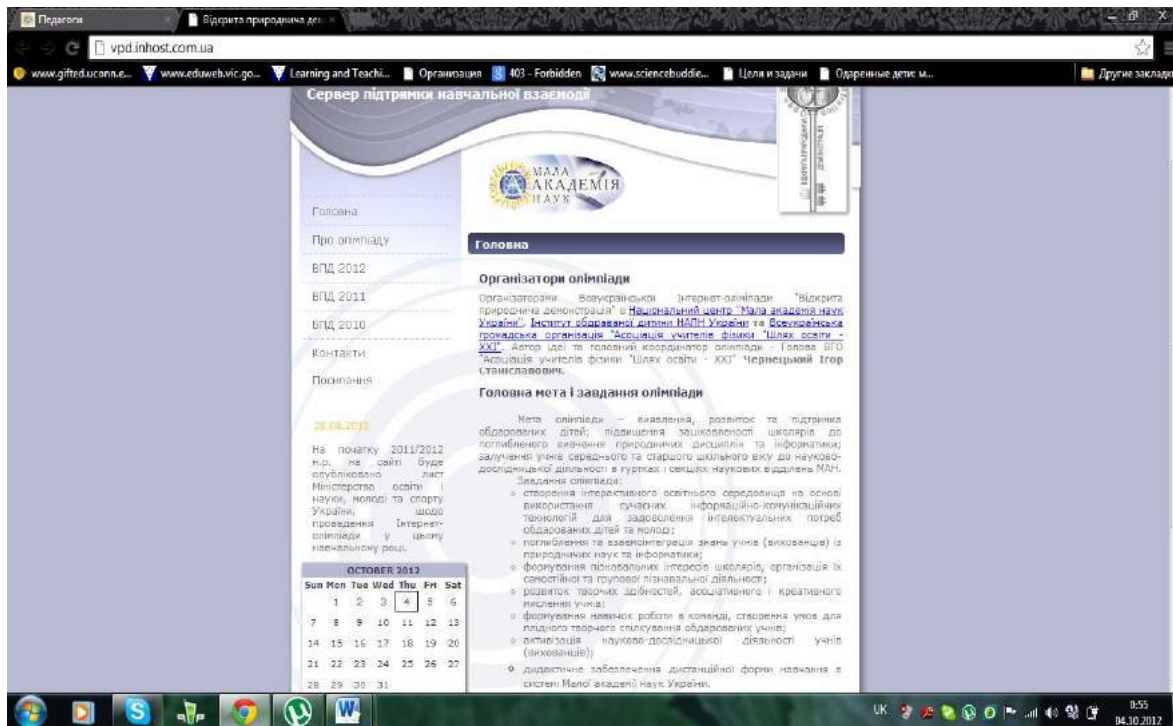 Педагоги
Відкрита природнича де
vpd.inhost.com.ua
www.gifted.uconn.e...
www.eduweb.vic.go...
Learning and Teachi...
Организация
403 - Forbidden
www.sciencebuddie...
Цели и задачи
Одаренные дети: м...
Другие закладки
Сервер підтримки навчальної взаємодії
МАЛА
АКАДЕМІЯ
НАУК
Головна
Про олімпіаду
ВПД 2012
ВПД 2011
ВПД 2010
Контакти
Посилання
28.08.2012
На початку 2011/2012
н.р. на сайті буде
опубліковано лист
Міністерства освіти і
науки, молоді та спорту
України, щодо
проведення Інтернет-
олімпіади у цьому
навчальному році.
OCTOBER 2012
Sun Mon Tue Wed Thu Fri Sat
1 2 3 4 5 6
7 8 9 10 11 12 13
14 15 16 17 18 19 20
21 22 23 24 25 26 27
28 29 30 31
Головна
Організатори олімпіади
Організаторами Всеукраїнської Інтернет-олімпіади "Відкрита
природнича демонстрація" є Національний центр "Мала академія наук
України", Інститут обдарованої дитини НАПН України та Всеукраїнська
громадська організація "Асоціація учителів фізики "Шлях освіти -
ХХІ". Автор ідеї та головний координатор олімпіади - Голова ВГО
"Асоціація учителів фізики "Шлях освіти - ХХІ" Чернецький Ігор
Станіславович.
Головна мета і завдання олімпіади
Мета олімпіади – виявлення, розвиток та підтримка
обдарованих дітей; підвищення зацікавленості школярів до
поглибленого вивчення природничих дисциплін та інформатики;
залучення учнів середнього та старшого шкільного віку до науково-
дослідницької діяльності в гуртках і секціях наукових відділень МАН.
Завдання олімпіади:
створення інтерактивного освітнього середовища на основі
використання сучасних інформаційно-комунікаційних
технологій для задоволення інтелектуальних потреб
обдарованих дітей та молоді;
поглиблення та взаємоінтеграція знань учнів (вихованців) із
природничих наук та інформатики;
формування пізнавальних інтересів школярів, організація їх
самостійної та групової пізнавальної діяльності;
розвиток творчих здібностей, асоціативного і креативного
мислення учнів;
формування навичок роботи в команді, створення умов для
плідного творчого спілкування обдарованих учнів;
активізація науково-дослідницької діяльності учнів
(вихованців);
дидактичне забезпечення дистанційної форми навчання в
системі Малої академії наук України.
UK
0:55
04.10.2012